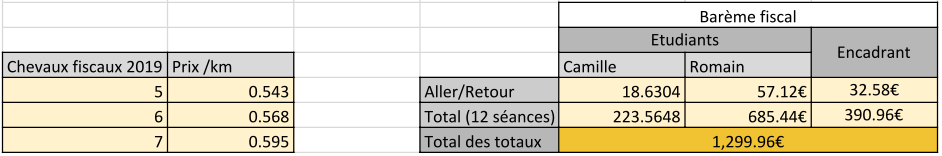 Barème fiscal
Etudiants Encadrant
Chevaux fiscaux 2019 Prix /km Camille Romain
5 0.543 Aller/Retour 18.6304 57.12€ 32.58€
6 0.568 Total (12 séances) 223.5648 685.44€ 390.96€
7 0.595 Total des totaux 1,299.96€